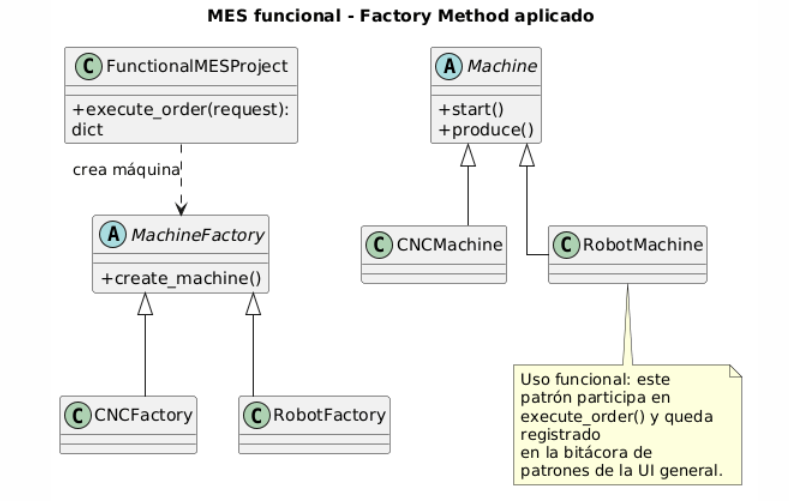 MES funcional - Factory Method aplicado
C FunctionalMESProject
+execute_order(request):
dict
crea máquina
A MachineFactory
+create_machine()
C CNCFactory
C RobotFactory
A Machine
+start()
+produce()
C CNCMachine
C RobotMachine
Uso funcional: este
patrón participa en
execute_order() y queda
registrado
en la bitácora de
patrones de la UI general.